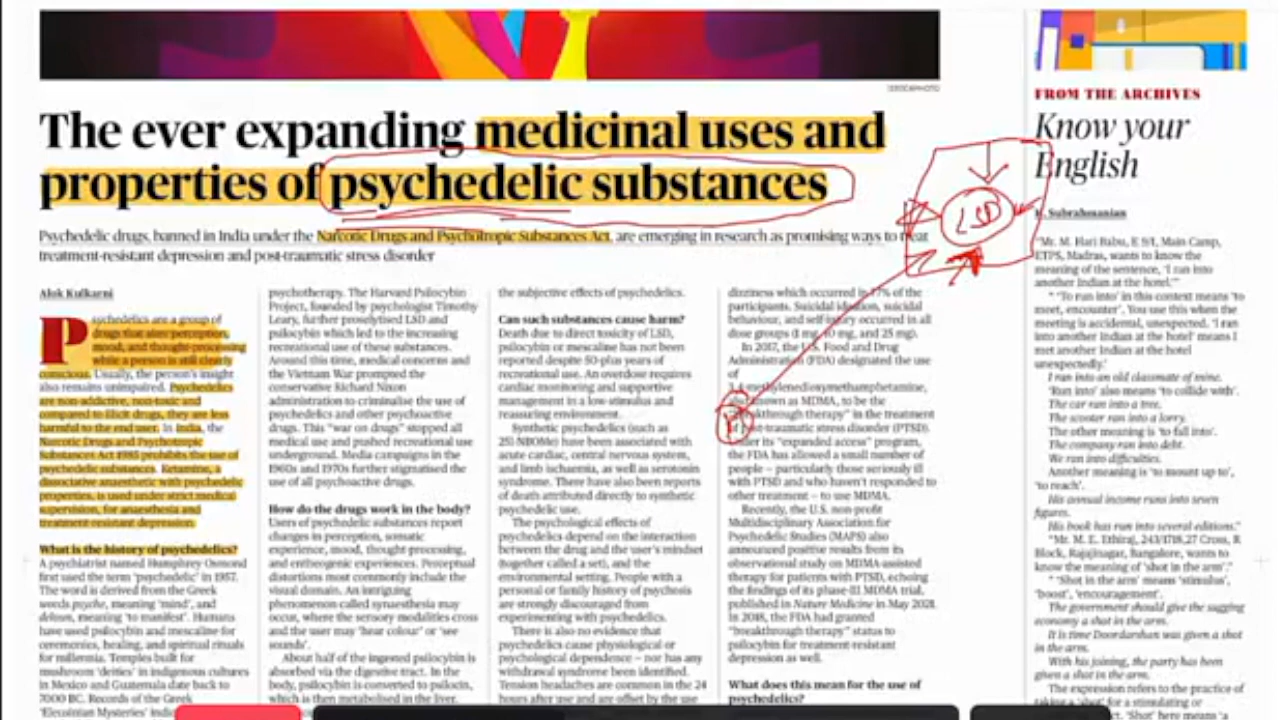 The ever expanding medicinal uses and
properties of psychedelic substances
Psychedelic drugs, banned in India under the Narcotic Drugs and Psychotropic Substances Act, are emerging in research as promising ways to treat
treatment-resistant depression and post-traumatic stress disorder
Alok Kulkarni
Psychedelics are a group of
drugs that alter perception,
mood, and thought-processing
while a person is still clearly
conscious. Usually, the person's insight
also remains unimpaired. Psychedelics
are non-addictive, non-toxic and
compared to illicit drugs, they are less
harmful to the end user. In India, the
Narcotic Drugs and Psychotropic
Substances Act 1985 prohibits the use of
psychedelic substances. Ketamine, a
dissociative anaesthetic with psychedelic
properties, is used under strict medical
supervision, for anaesthesia and
treatment-resistant depression.
What is the history of psychedelics?
A psychiatrist named Humphry Osmond
first used the term 'psychedelic' in 1957.
The word is derived from the Greek
words psyche, meaning 'mind', and
deloun, meaning 'to manifest'. Humans
have used psilocybin and mescaline for
ceremonies, healing, and spiritual rituals
for millennia. Temples built for
mushroom 'deities' in indigenous cultures
in Mexico and Guatemala date back to
7000 BC. Records of the Greek
'Eleusinian Mysteries'
psychotherapy. The Harvard Psilocybin
Project, founded by psychologist Timothy
Leary, further proselytised LSD and
psilocybin which led to the increasing
recreational use of these substances.
Around this time, medical concerns and
the Vietnam War prompted the
conservative Richard Nixon
administration to criminalise the use of
psychedelics and other psychoactive
drugs. This "war on drugs" stopped all
medical use and pushed recreational use
underground. Media campaigns in the
1960s and 1970s further stigmatised the
use of all psychoactive drugs.
How do the drugs work in the body?
Users of psychedelic substances report
changes in perception, somatic
experience, mood, thought-processing,
and entheogenic experiences. Perceptual
distortions most commonly include the
visual domain. An intriguing
phenomenon called synaesthesia may
occur, where the sensory modalities cross
and the user may 'hear colour' or 'see
sounds'.
About half of the ingested psilocybin is
absorbed via the digestive tract. In the
body, psilocybin is converted to psilocin,
which is then metabolised in the liver.
the subjective effects of psychedelics.
Can such substances cause harm?
Death due to direct toxicity of LSD,
psilocybin or mescaline has not been
reported despite 50-plus years of
recreational use. An overdose requires
cardiac monitoring and supportive
management in a low-stimulus and
reassuring environment.
Synthetic psychedelics (such as
251-NBOMe) have been associated with
acute cardiac, central nervous system,
and limb ischaemia, as well as serotonin
syndrome. There have also been reports
of death attributed directly to synthetic
psychedelic use.
The psychological effects of
psychedelics depend on the interaction
between the drug and the user's mindset
(together called a set), and the
environmental setting. People with a
personal or family history of psychosis
are strongly discouraged from
experimenting with psychedelics.
There is also no evidence that
psychedelics cause physiological or
psychological dependence – nor has any
withdrawal syndrome been identified.
Tension headaches are common in the 24
hours after use and are offset by the use
dizziness which occurred in 77% of the
participants. Suicidal ideation, suicidal
behaviour, and self-injury occurred in all
dose groups (1 mg, 10 mg, and 25 mg).
In 2017, the U.S. Food and Drug
Administration (FDA) designated the use
of
3,4-methylenedioxymethamphetamine,
known as MDMA, to be the
"breakthrough therapy" in the treatment
of post-traumatic stress disorder (PTSD).
Under its "expanded access" program,
the FDA has allowed a small number of
people – particularly those seriously ill
with PTSD and who haven't responded to
other treatment – to use MDMA.
Recently, the U.S. non-profit
Multidisciplinary Association for
Psychedelic Studies (MAPS) also
announced positive results from its
observational study on MDMA-assisted
therapy for patients with PTSD, echoing
the findings of its phase-III MDMA trial,
published in Nature Medicine in May 2021.
In 2018, the FDA had granted
"breakthrough therapy" status to
psilocybin for treatment-resistant
depression as well.
What does this mean for the use of
psychedelics?
LSD
FROM THE ARCHIVES
Know your
English
K. Subrahmanian
"Mr. M. Hari Babu, E 5/1, Main Camp,
ETPS, Madras, wants to know the
meaning of the sentence, 'I ran into
another Indian at the hotel.'"
" 'To run into' in this context means 'to
meet, encounter'. You use this when the
meeting is accidental, unexpected. 'I ran
into another Indian at the hotel' means I
met another Indian at the hotel
unexpectedly.'
I ran into an old classmate of mine.
'Run into' also means 'to collide with'.
The car ran into a tree.
The scooter ran into a lorry.
The other meaning is 'to fall into'.
The company ran into debt.
We ran into difficulties.
Another meaning is 'to mount up to',
'to reach'.
His annual income runs into seven
figures.
His book has run into several editions."
"Mr. M. E. Ethiraj, 243/1718,27 Cross, R
Block, Rajajinagar, Bangalore, wants to
know the meaning of 'shot in the arm'."
" 'Shot in the arm' means 'stimulus',
'boost', 'encouragement'.
The government should give the sagging
economy a shot in the arm.
It is time Doordarshan was given a shot
in the arm.
With his joining, the party has been
given a shot in the arm.
The expression refers to the practice of
taking a 'shot' for a stimulating or
'Shot' here means 'a